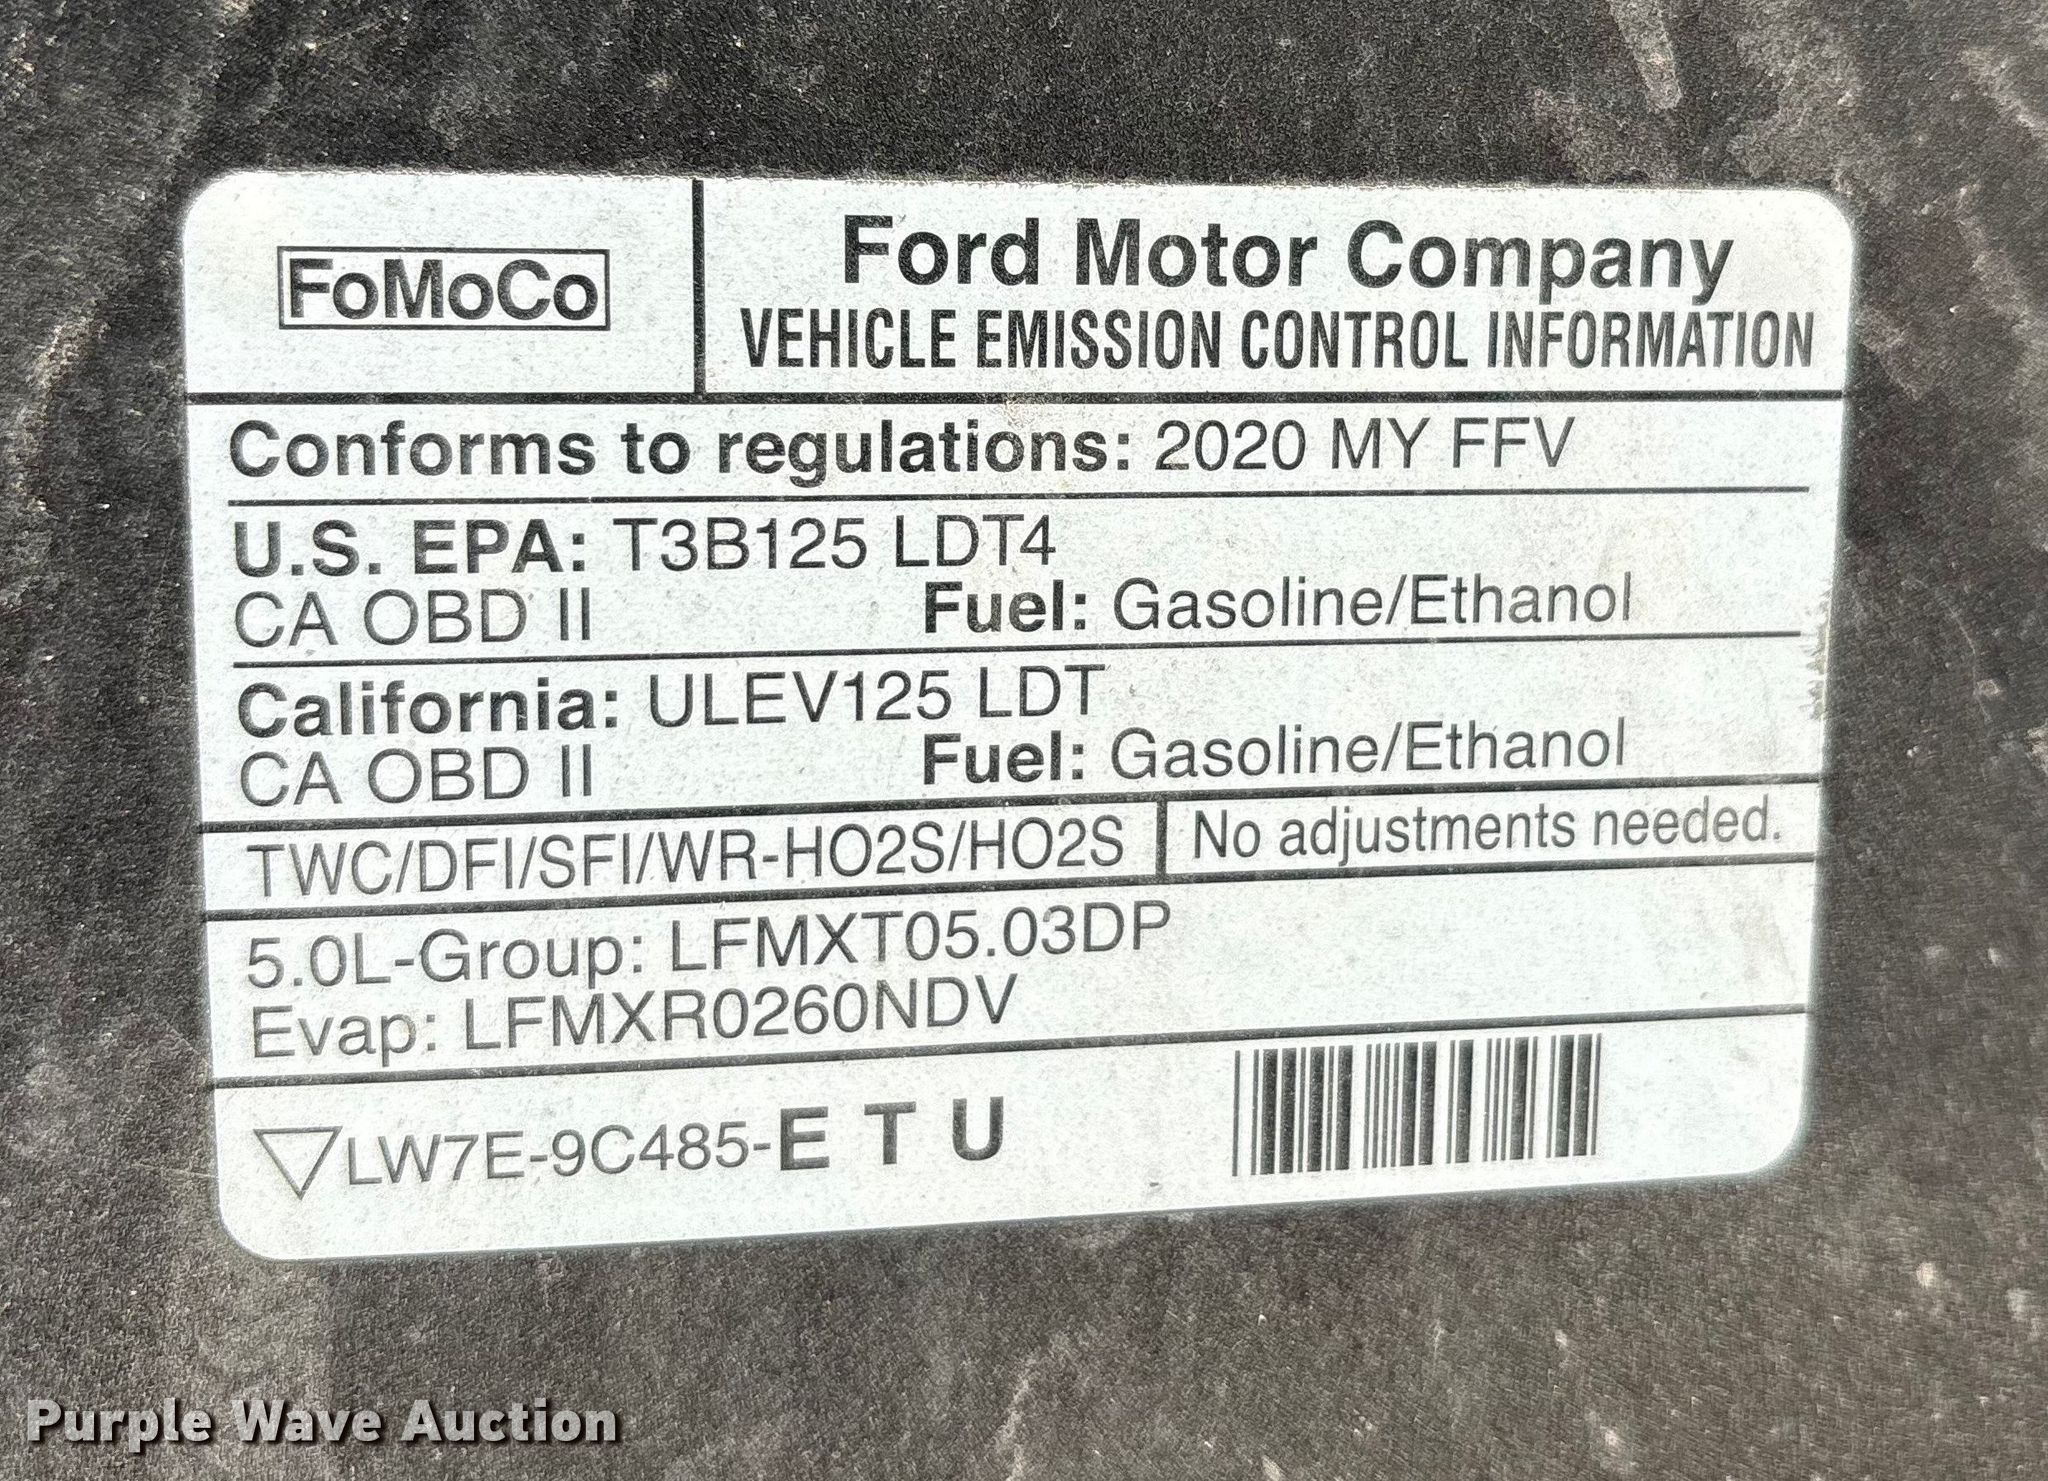 FoMoCo
Ford Motor Company
VEHICLE EMISSION CONTROL INFORMATION
Conforms to regulations: 2020 MY FFV
U.S. EPA: T3B125 LDT4
CA OBD II Fuel: Gasoline/Ethanol
California: ULEV125 LDT
CA OBD II Fuel: Gasoline/Ethanol
TWC/DFI/SFI/WR-HO2S/HO2S No adjustments needed.
5.0L-Group: LFMXT05.03DP
Evap: LFMXR0260NDV
LW7E-9C485-E T U
Purple Wave Auction